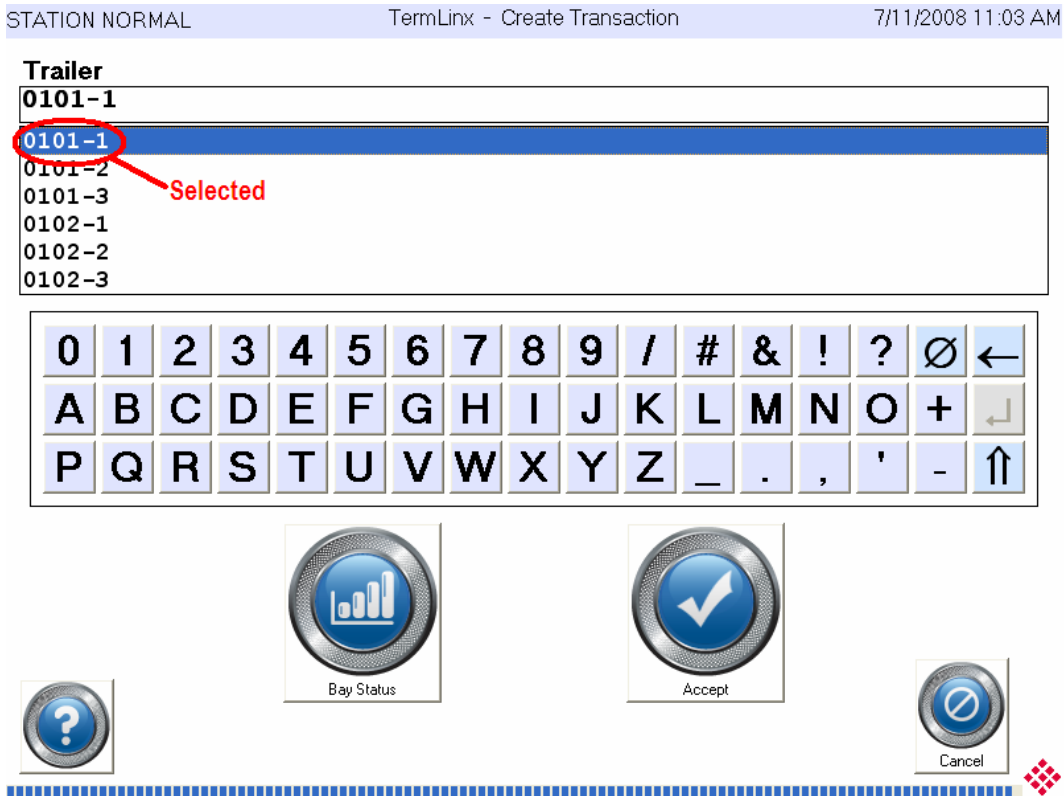 STATION NORMAL TermLinx - Create Transaction 7/11/2008 11:03 AM
Trailer
0101-1
0101-1
0101-2
Selected
0101-3
0102-1
0102-2
0102-3
0 1 2 3 4 5 6 7 8 9 / # & ! ? Ø ←
A B C D E F G H I J K L M N O + ↵
P Q R S T U V W X Y Z _ . , ' - ⇑
Bay Status Accept
?
Cancel